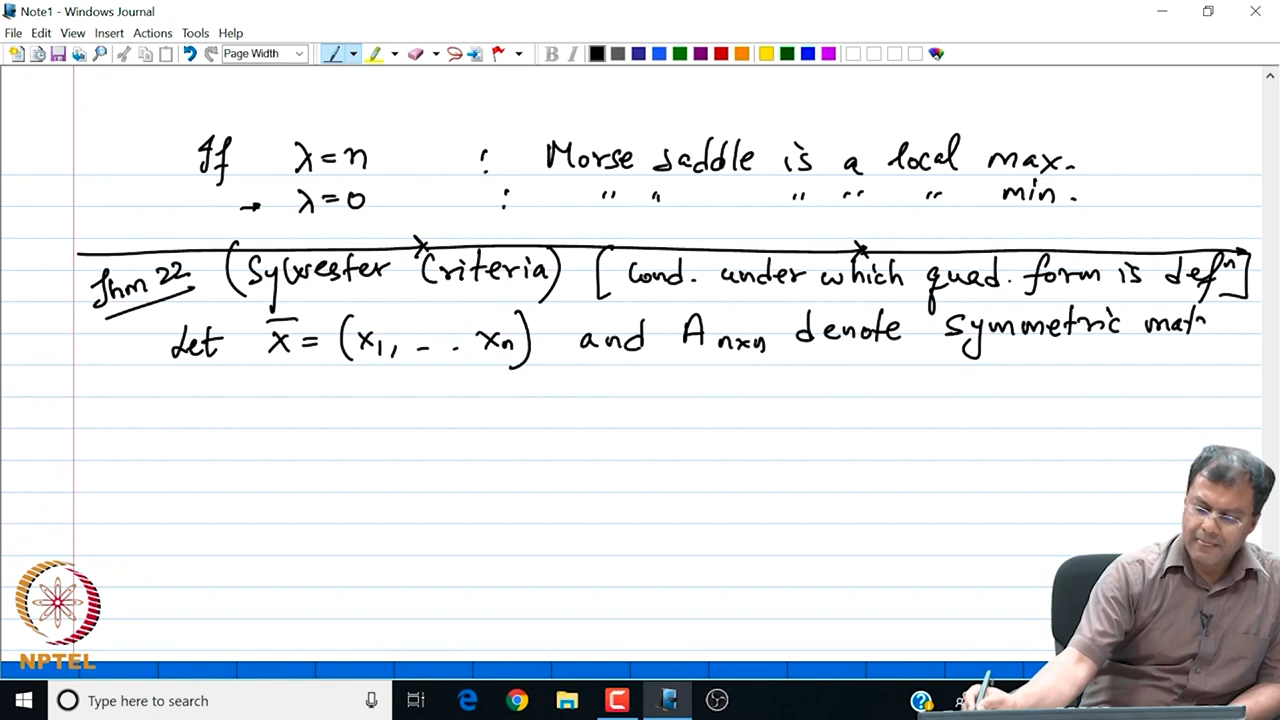 Note1 - Windows Journal
File Edit View Insert Actions Tools Help
Page Width
B I
If λ = n : Morse saddle is a local max.
→ λ = 0 : " " " " " min.
Thm 22 (Sylvester Criteria) [Cond. under which quad. form is defⁿ]
Let x̄ = (x₁, - . . xₙ) and Aₙₓₙ denote symmetric mat
NPTEL
Type here to search